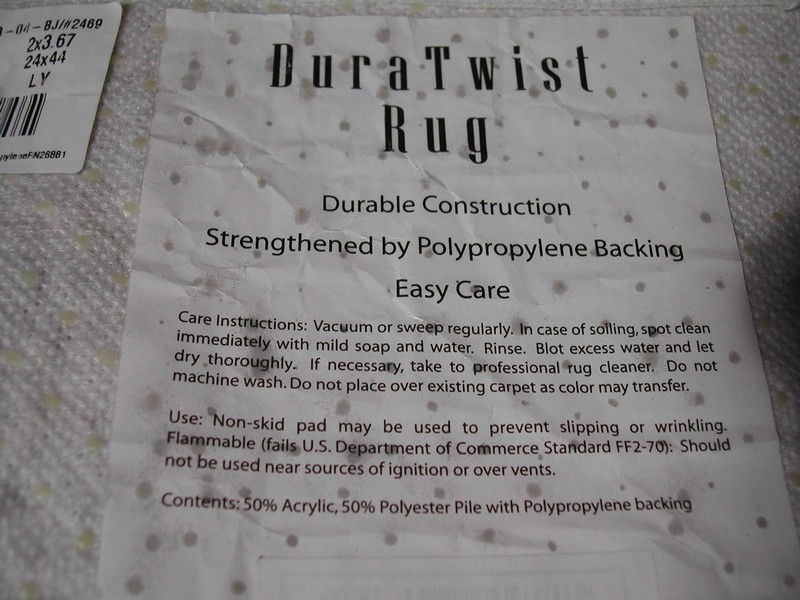 04-BJ/#2469
2x3.67
24x44
LY
DuraTwist
Rug
Durable Construction
Strengthened by Polypropylene Backing
Easy Care
Care Instructions: Vacuum or sweep regularly. In case of soiling, spot clean
immediately with mild soap and water. Rinse. Blot excess water and let
dry thoroughly. If necessary, take to professional rug cleaner. Do not
machine wash. Do not place over existing carpet as color may transfer.
Use: Non-skid pad may be used to prevent slipping or wrinkling.
Flammable (fails U.S. Department of Commerce Standard FF2-70): Should
not be used near sources of ignition or over vents.
Contents: 50% Acrylic, 50% Polyester Pile with Polypropylene backing